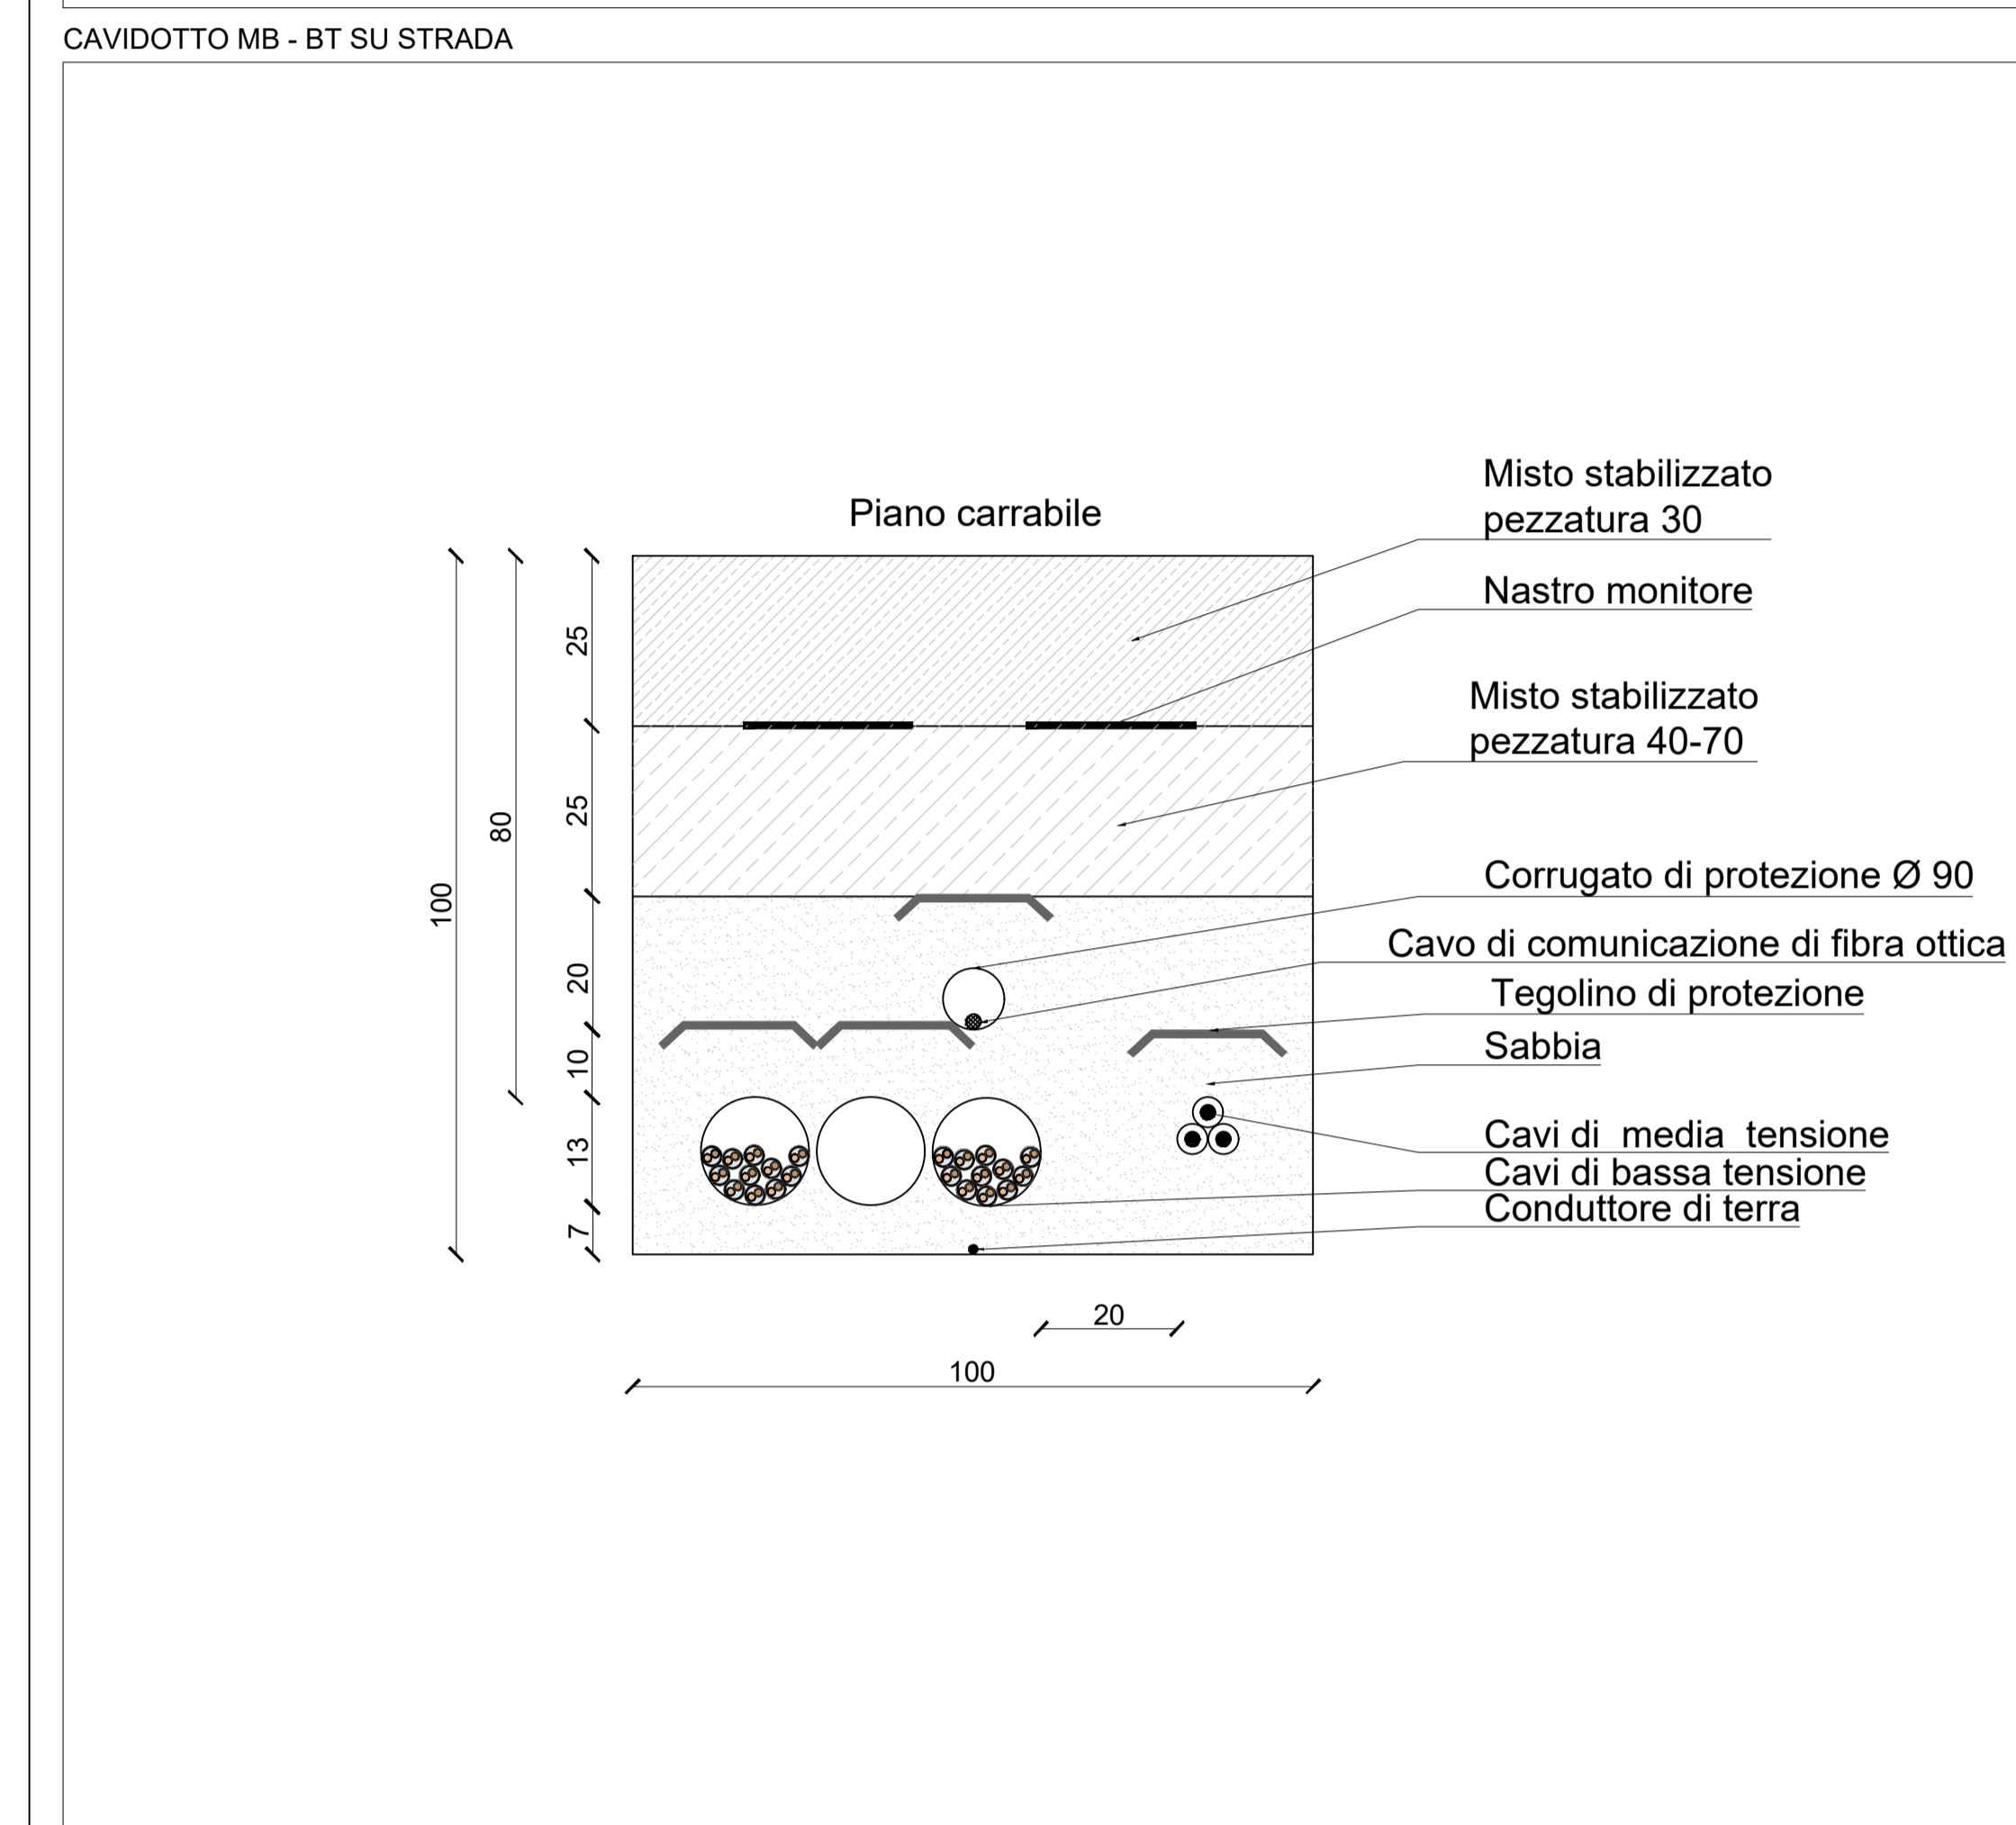 CAVIDOTTO MB - BT SU STRADA
Piano carrabile
Misto stabilizzato
pezzatura 30
Nastro monitore
Misto stabilizzato
pezzatura 40-70
Corrugato di protezione Ø 90
Cavo di comunicazione di fibra ottica
Tegolino di protezione
Sabbia
Cavi di media tensione
Cavi di bassa tensione
Conduttore di terra
100
80
25
25
20
10
13
7
20
100